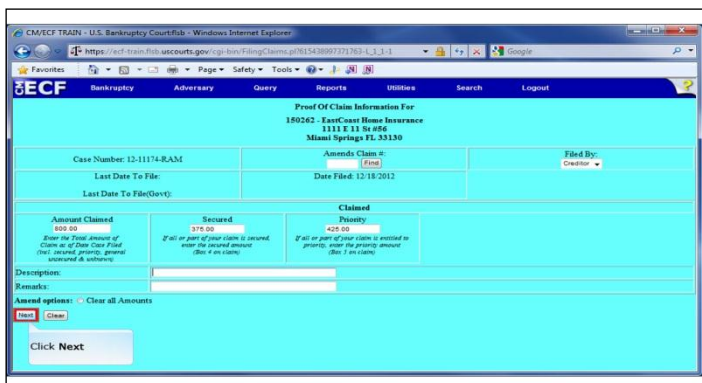 CM/ECF TRAIN - U.S. Bankruptcy Court:flsb - Windows Internet Explorer
https://ecf-train.flsb.uscourts.gov/cgi-bin/FilingClaims.pl?615438997371763-L_1_1-1
Google
Favorites Page Safety Tools
ECF Bankruptcy Adversary Query Reports Utilities Search Logout ?
Proof Of Claim Information For
150262 - EastCoast Home Insurance
1111 E 11 St #56
Miami Springs FL 33130
Case Number: 12-11174-RAM Amends Claim #: Find Filed By: Creditor
Last Date To File: Date Filed: 12/18/2012
Last Date To File(Govt):
Claimed
Amount Claimed Secured Priority
800.00 375.00 425.00
Enter the Total Amount of If all or part of your claim is secured, If all or part of your claim is entitled to
Claim as of Date Case Filed enter the secured amount priority, enter the priority amount
(Incl. secured, priority, general (Box 4 on claim) (Box 5 on claim)
unsecured & unknown)
Description:
Remarks:
Amend options: Clear all Amounts
Next Clear
Click Next